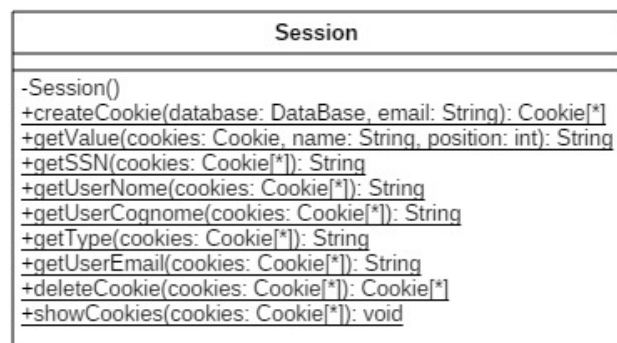 Session
-Session()
+createCookie(database: DataBase, email: String): Cookie[*]
+getValue(cookies: Cookie, name: String, position: int): String
+getSSN(cookies: Cookie[*]): String
+getUserNome(cookies: Cookie[*]): String
+getUserCognome(cookies: Cookie[*]): String
+getType(cookies: Cookie[*]): String
+getUserEmail(cookies: Cookie[*]): String
+deleteCookie(cookies: Cookie[*]): Cookie[*]
+showCookies(cookies: Cookie[*]): void